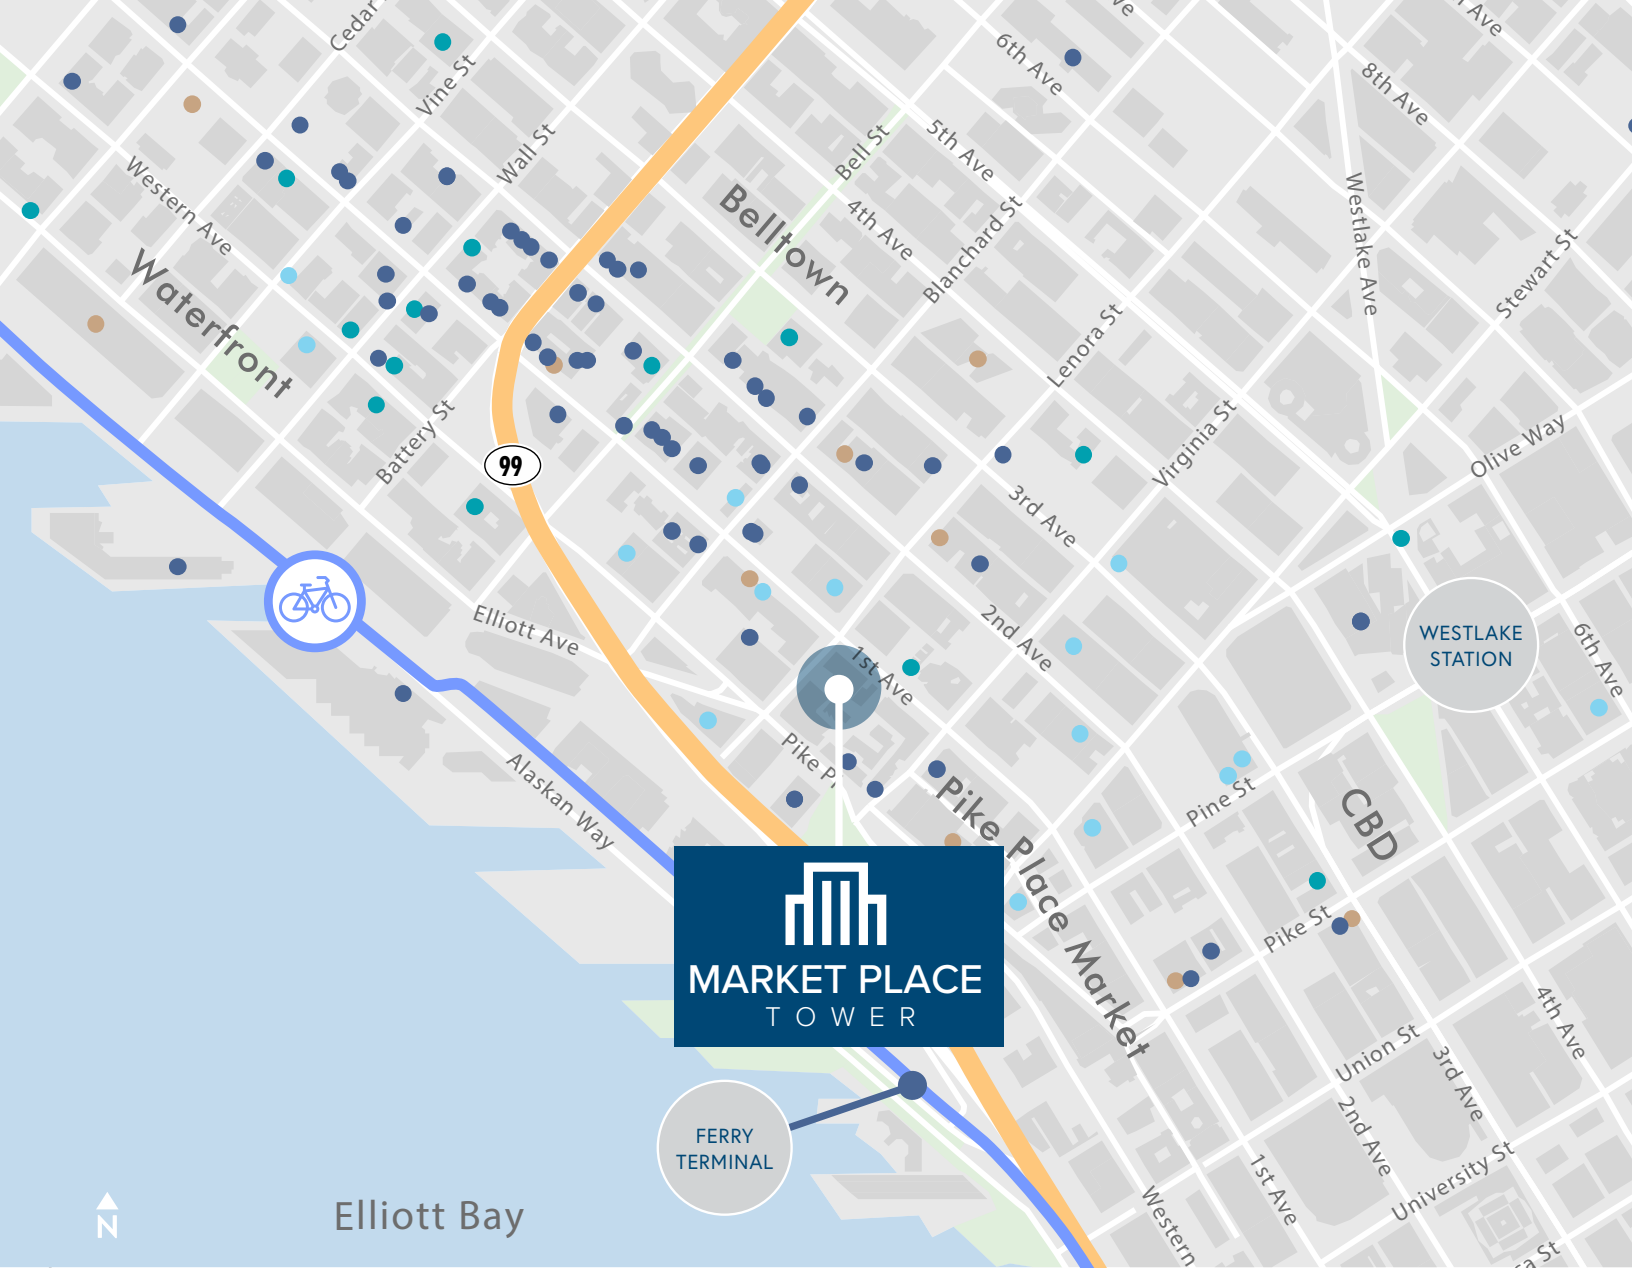 Cedar
Vine St
Wall St
Western Ave
Waterfront
Battery St
99
Belltown
Bell St
4th Ave
5th Ave
6th Ave
Blanchard St
Lenora St
Virginia St
Westlake Ave
8th Ave
Ave
Stewart St
Olive Way
3rd Ave
2nd Ave
1st Ave
Elliott Ave
Alaskan Way
Pike Pl
Pike Place Market
WESTLAKE
STATION
6th Ave
Pine St
CBD
Pike St
MARKET PLACE
TOWER
Union St
4th Ave
3rd Ave
2nd Ave
University St
1st Ave
Western
FERRY
TERMINAL
Elliott Bay
N